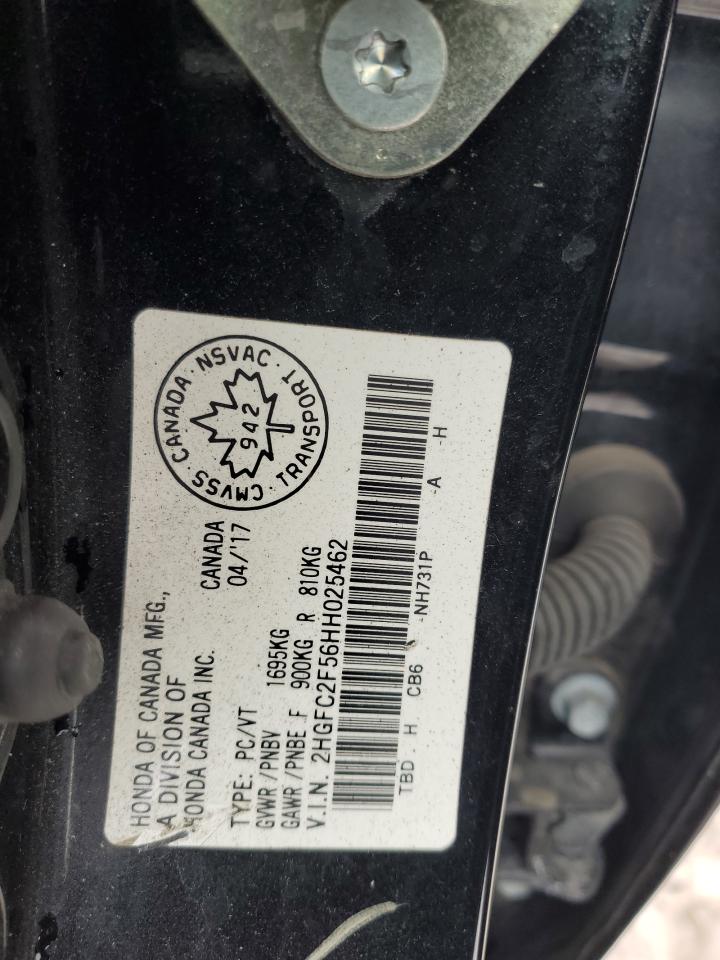 HONDA OF CANADA MFG.,
A DIVISION OF
HONDA CANADA INC.
CANADA
04/'17
CMVSS · CANADA · NSVAC · TRANSPORT
942
TYPE: PC/VT
GVWR/PNBV 1695KG
GAWR/PNBE F 900KG R 810KG
V.I.N. 2HGFC2F56HH025462
TBD H CB6 -NH731P -A -H